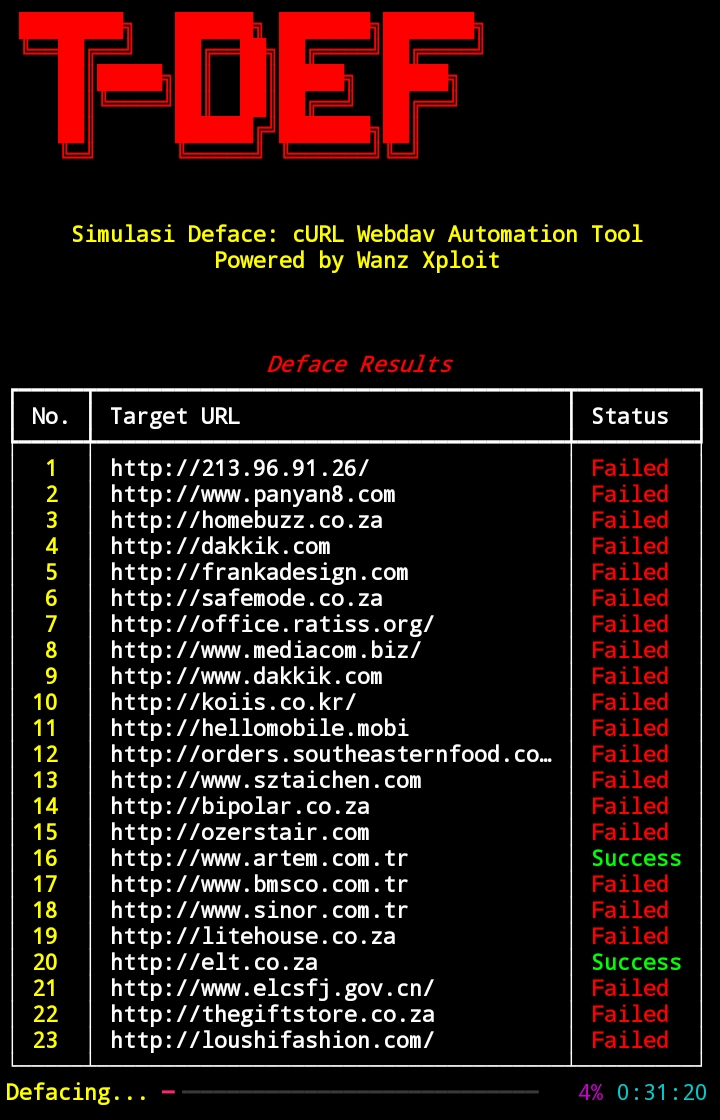 T-DEF
Simulasi Deface: cURL Webdav Automation Tool
Powered by Wanz Xploit
Deface Results
No. Target URL Status
1 http://213.96.91.26/ Failed
2 http://www.panyan8.com Failed
3 http://homebuzz.co.za Failed
4 http://dakkik.com Failed
5 http://frankadesign.com Failed
6 http://safemode.co.za Failed
7 http://office.ratiss.org/ Failed
8 http://www.mediacom.biz/ Failed
9 http://www.dakkik.com Failed
10 http://koiis.co.kr/ Failed
11 http://hellomobile.mobi Failed
12 http://orders.southeasternfood.co… Failed
13 http://www.sztaichen.com Failed
14 http://bipolar.co.za Failed
15 http://ozerstair.com Failed
16 http://www.artem.com.tr Success
17 http://www.bmsco.com.tr Failed
18 http://www.sinor.com.tr Failed
19 http://litehouse.co.za Failed
20 http://elt.co.za Success
21 http://www.elcsfj.gov.cn/ Failed
22 http://thegiftstore.co.za Failed
23 http://loushifashion.com/ Failed
Defacing... 4% 0:31:20